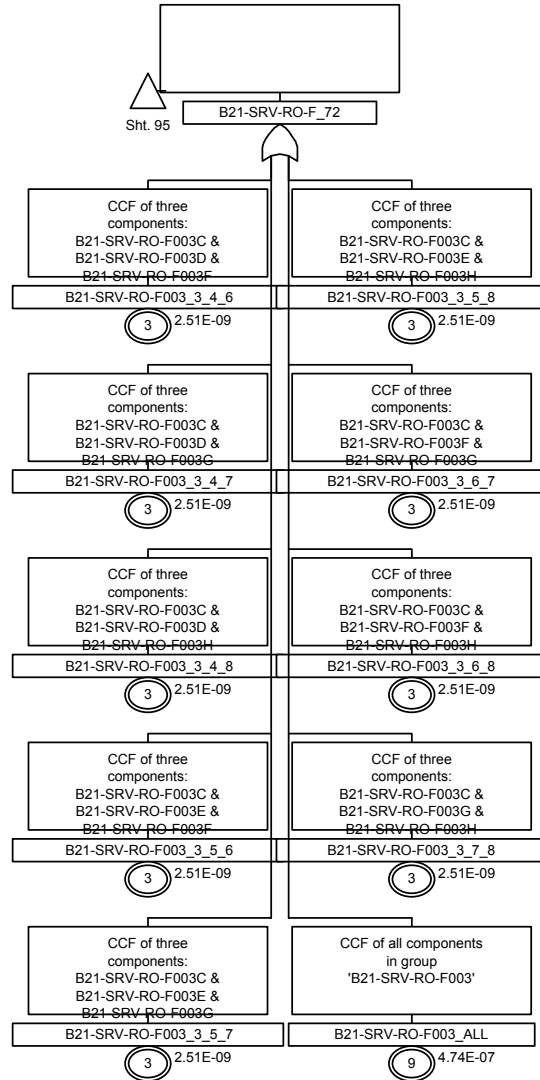 Sht. 95
B21-SRV-RO-F_72
CCF of three
components:
B21-SRV-RO-F003C &
B21-SRV-RO-F003D &
B21-SRV-RO-F003F
B21-SRV-RO-F003_3_4_6
3
2.51E-09
CCF of three
components:
B21-SRV-RO-F003C &
B21-SRV-RO-F003E &
B21-SRV-RO-F003H
B21-SRV-RO-F003_3_5_8
3
2.51E-09
CCF of three
components:
B21-SRV-RO-F003C &
B21-SRV-RO-F003D &
B21-SRV-RO-F003G
B21-SRV-RO-F003_3_4_7
3
2.51E-09
CCF of three
components:
B21-SRV-RO-F003C &
B21-SRV-RO-F003F &
B21-SRV-RO-F003G
B21-SRV-RO-F003_3_6_7
3
2.51E-09
CCF of three
components:
B21-SRV-RO-F003C &
B21-SRV-RO-F003D &
B21-SRV-RO-F003H
B21-SRV-RO-F003_3_4_8
3
2.51E-09
CCF of three
components:
B21-SRV-RO-F003C &
B21-SRV-RO-F003F &
B21-SRV-RO-F003H
B21-SRV-RO-F003_3_6_8
3
2.51E-09
CCF of three
components:
B21-SRV-RO-F003C &
B21-SRV-RO-F003E &
B21-SRV-RO-F003F
B21-SRV-RO-F003_3_5_6
3
2.51E-09
CCF of three
components:
B21-SRV-RO-F003C &
B21-SRV-RO-F003G &
B21-SRV-RO-F003H
B21-SRV-RO-F003_3_7_8
3
2.51E-09
CCF of three
components:
B21-SRV-RO-F003C &
B21-SRV-RO-F003E &
B21-SRV-RO-F003G
B21-SRV-RO-F003_3_5_7
3
2.51E-09
CCF of all components
in group
'B21-SRV-RO-F003'
B21-SRV-RO-F003_ALL
9
4.74E-07